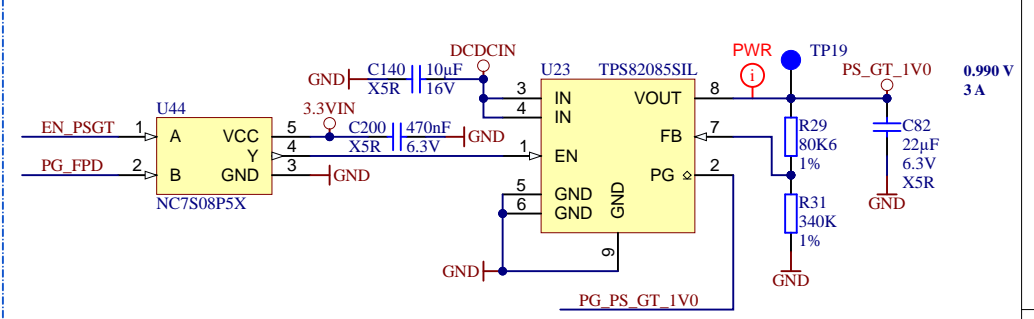 DCDCIN
PWR
TP19
GND
C140
10µF
X5R
16V
U23
TPS82085SIL
PS_GT_1V0
0.990 V
3 A
3
IN
4
IN
VOUT
8
U44
3.3VIN
EN_PSGT
1
A
VCC
5
C200
470nF
GND
X5R
6.3V
FB
7
R29
80K6
1%
C82
22µF
6.3V
X5R
GND
Y
4
1
EN
PG_FPD
2
B
GND
3
GND
PG
2
NC7S08P5X
5
GND
6
GND
GND
9
R31
340K
1%
GND
GND
PG_PS_GT_1V0
i